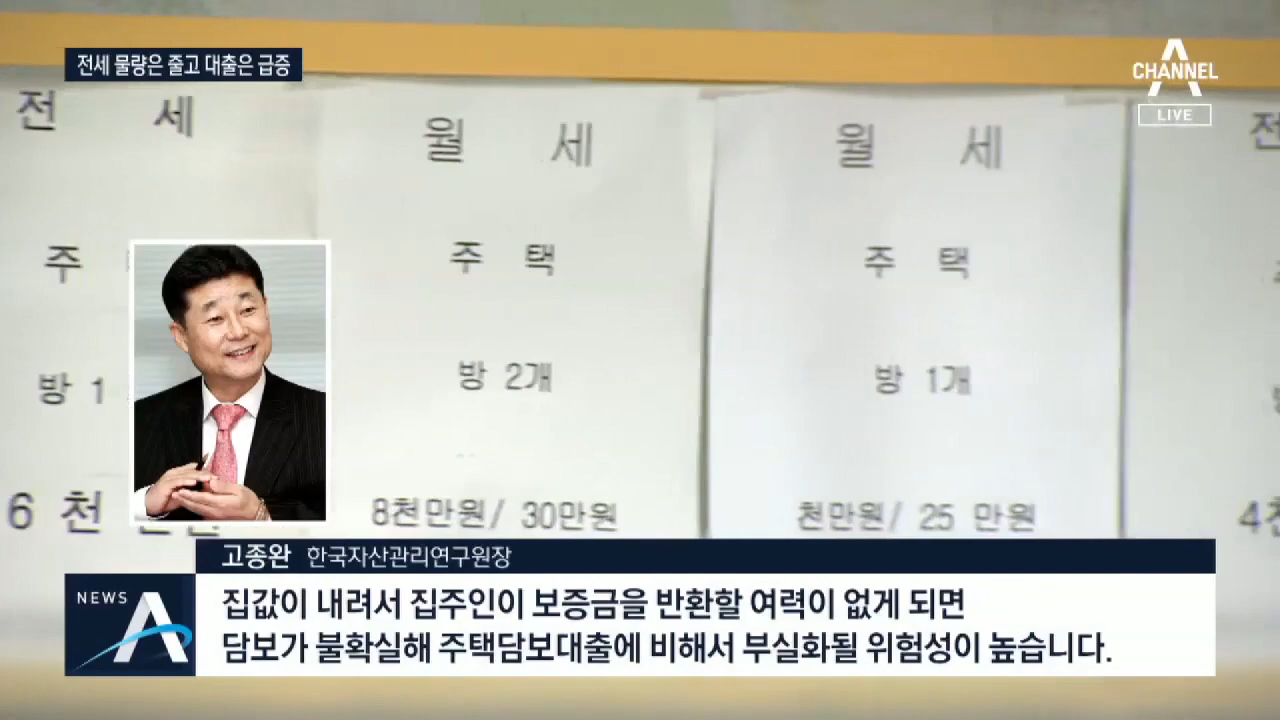 전세 물량은 줄고 대출은 급증
CHANNEL
LIVE
전 세
주
방 1
6 천
월 세
주 택
방 2개
8천만원/ 30만원
월 세
주 택
방 1개
천만원/ 25 만원
전
4천
고종완 한국자산관리연구원장
NEWS A
집값이 내려서 집주인이 보증금을 반환할 여력이 없게 되면
담보가 불확실해 주택담보대출에 비해서 부실화될 위험성이 높습니다.